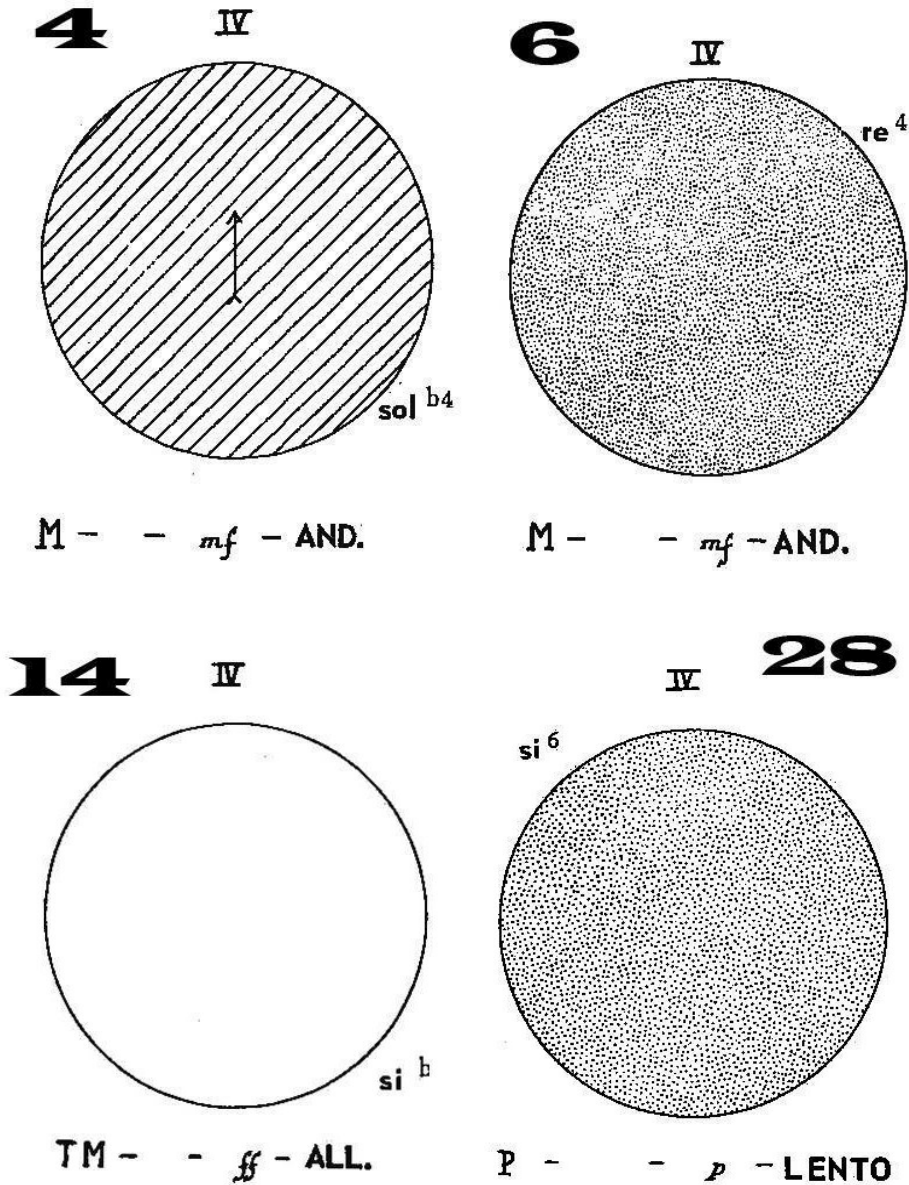 4 IV
sol b4
M - - mf - AND.
6 IV
re 4
M - - mf - AND.
14 IV
si b
TM - - ff - ALL.
IV 28
si 6
P - - p - LENTO